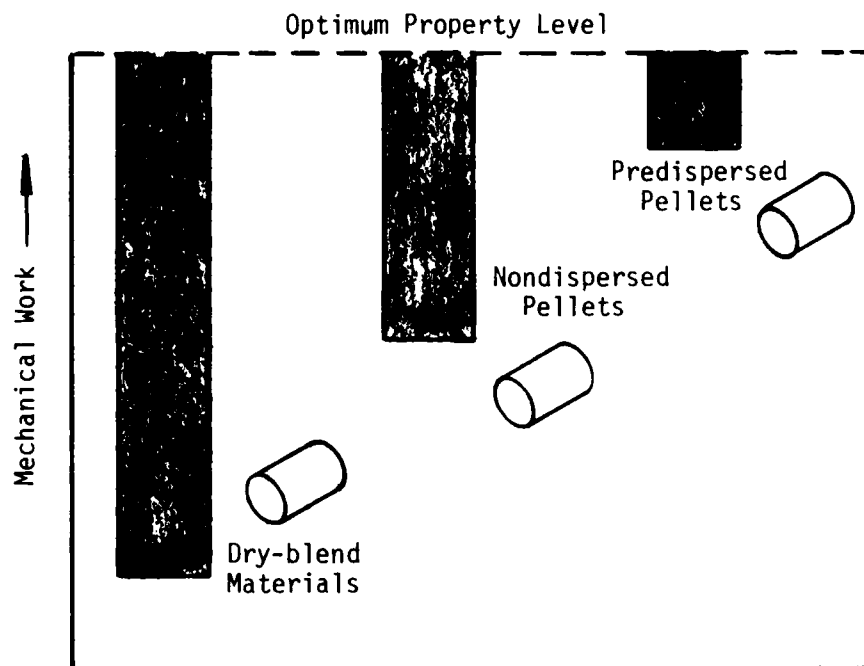 Optimum Property Level
Mechanical Work
Predispersed
Pellets
Nondispersed
Pellets
Dry-blend
Materials